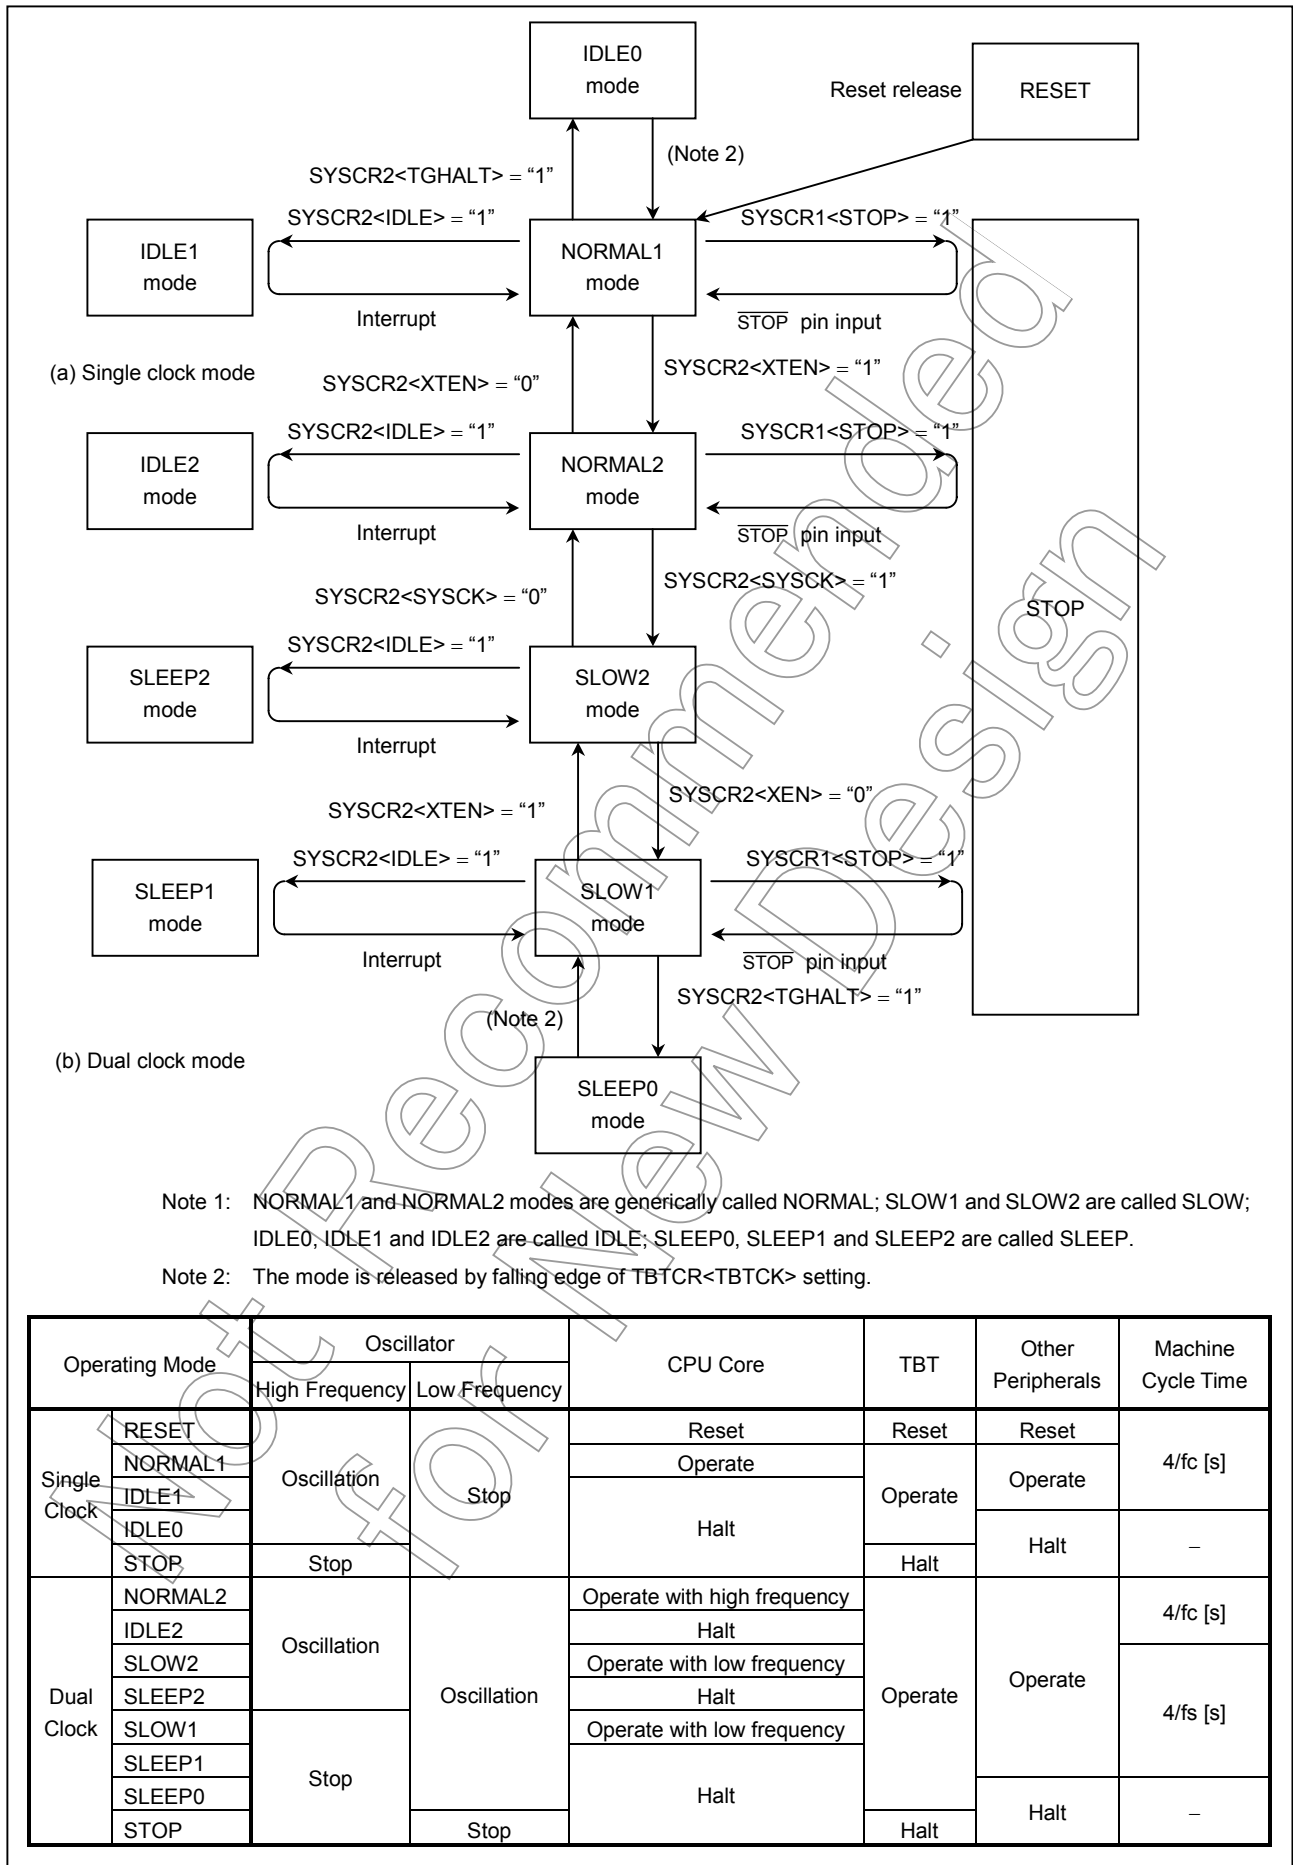 IDLE0
mode
Reset release
RESET
(Note 2)
SYSCR2<TGHALT> = “1”
SYSCR2<IDLE> = “1”
SYSCR1<STOP> = “1”
IDLE1
mode
NORMAL1
mode
Interrupt
STOP pin input
(a) Single clock mode
SYSCR2<XTEN> = “0”
SYSCR2<XTEN> = “1”
SYSCR2<IDLE> = “1”
SYSCR1<STOP> = “1”
IDLE2
mode
NORMAL2
mode
Interrupt
STOP pin input
SYSCR2<SYSCK> = “0”
SYSCR2<SYSCK> = “1”
STOP
SYSCR2<IDLE> = “1”
SLEEP2
mode
SLOW2
mode
Interrupt
SYSCR2<XTEN> = “1”
SYSCR2<XEN> = “0”
SYSCR2<IDLE> = “1”
SYSCR1<STOP> = “1”
SLEEP1
mode
SLOW1
mode
Interrupt
STOP pin input
SYSCR2<TGHALT> = “1”
(Note 2)
(b) Dual clock mode
SLEEP0
mode
Note 1: NORMAL1 and NORMAL2 modes are generically called NORMAL; SLOW1 and SLOW2 are called SLOW;
IDLE0, IDLE1 and IDLE2 are called IDLE; SLEEP0, SLEEP1 and SLEEP2 are called SLEEP.
Note 2: The mode is released by falling edge of TBTCR<TBTCK> setting.
Operating Mode
Oscillator
High Frequency
Low Frequency
CPU Core
TBT
Other
Peripherals
Machine
Cycle Time
Single
Clock
RESET
NORMAL1
IDLE1
IDLE0
STOP
Oscillation
Stop
Stop
Reset
Operate
Halt
Reset
Operate
Halt
Reset
Operate
Halt
4/fc [s]
–
Dual
Clock
NORMAL2
IDLE2
SLOW2
SLEEP2
SLOW1
SLEEP1
SLEEP0
STOP
Oscillation
Stop
Oscillation
Stop
Operate with high frequency
Halt
Operate with low frequency
Halt
Operate with low frequency
Halt
Operate
Halt
Operate
Halt
4/fc [s]
4/fs [s]
–
Not Recommended
for New Design